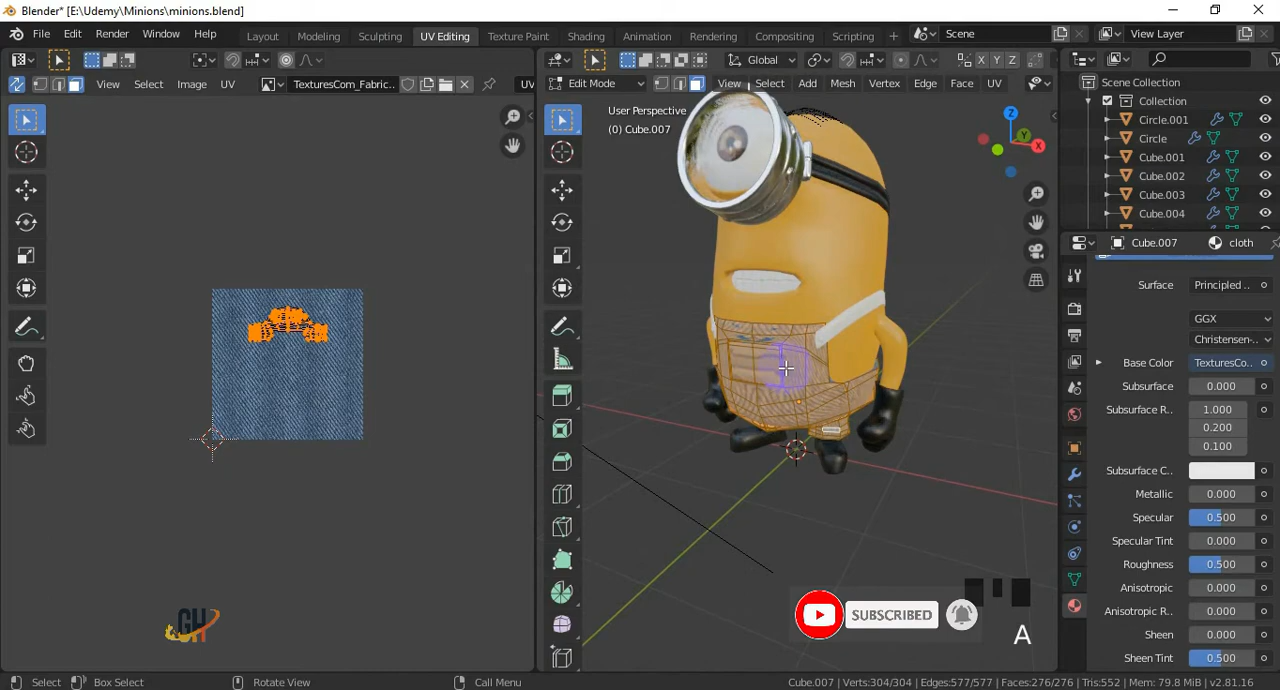 Blender* [E:\Udemy\Minions\minions.blend]
File Edit Render Window Help Layout Modeling Sculpting UV Editing Texture Paint Shading Animation Rendering Compositing Scripting + Scene View Layer
View Select Image UV TexturesCom_Fabric... UV
Global X Y Z
Edit Mode View Select Add Mesh Vertex Edge Face UV
User Perspective
(0) Cube.007
Z
Y
X
Scene Collection
Collection
Circle.001
Circle
Cube.001
Cube.002
Cube.003
Cube.004
Cube.007 cloth
Surface Principled ..
GGX
Christensen-..
Base Color TexturesCo..
Subsurface 0.000
Subsurface R.. 1.000
0.200
0.100
Subsurface C..
Metallic 0.000
Specular 0.500
Specular Tint 0.000
Roughness 0.500
Anisotropic 0.000
Anisotropic R.. 0.000
Sheen 0.000
Sheen Tint 0.500
GH
SUBSCRIBED
A
Select Box Select Rotate View Call Menu Cube.007 | Verts:304/304 | Edges:577/577 | Faces:276/276 | Tris:552 | Mem: 79.8 MiB | v2.81.16